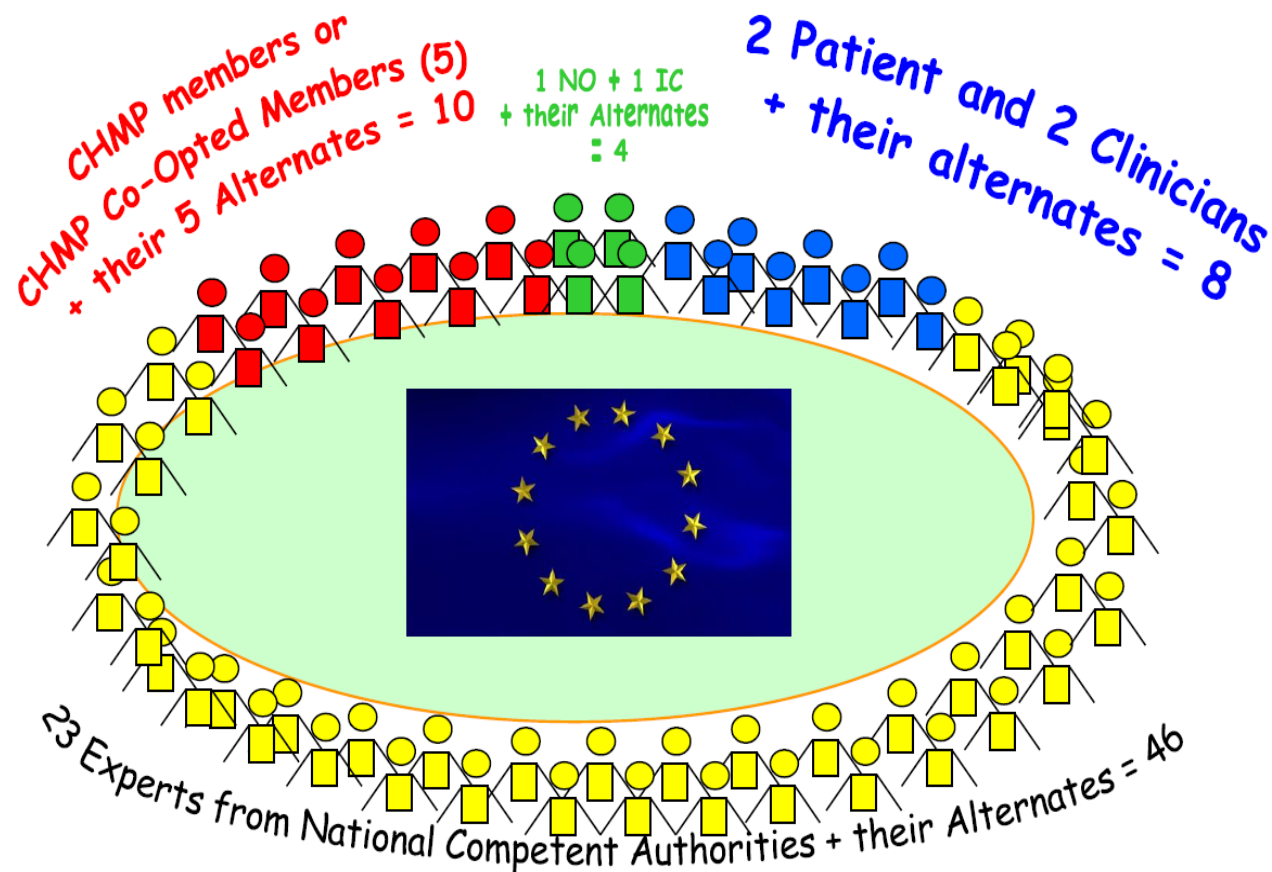 CHMP members or
CHMP Co-Opted Members (5)
+ their 5 Alternates = 10
1 NO + 1 IC
+ their Alternates
= 4
2 Patient and 2 Clinicians
+ their alternates = 8
23 Experts from National Competent Authorities + their Alternates = 46